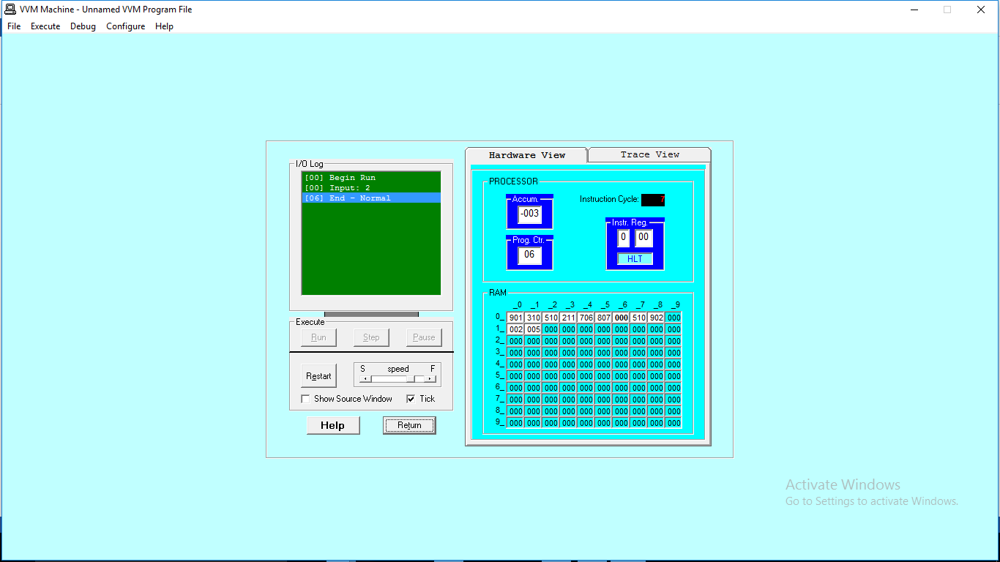 VVM Machine - Unnamed VVM Program File
File Execute Debug Configure Help
I/O Log
[00] Begin Run
[00] Input: 2
[06] End - Normal
Execute
Run Step Pause
Restart
S speed F
Show Source Window Tick
Help Return
Hardware View Trace View
PROCESSOR
Accum.
-003
Instruction Cycle: 7
Prog. Ctr.
06
Instr. Reg.
0 00
HLT
RAM
_0 _1 _2 _3 _4 _5 _6 _7 _8 _9
0_ 901 310 510 211 706 807 000 510 902 000
1_ 002 005 000 000 000 000 000 000 000 000
2_ 000 000 000 000 000 000 000 000 000 000
3_ 000 000 000 000 000 000 000 000 000 000
4_ 000 000 000 000 000 000 000 000 000 000
5_ 000 000 000 000 000 000 000 000 000 000
6_ 000 000 000 000 000 000 000 000 000 000
7_ 000 000 000 000 000 000 000 000 000 000
8_ 000 000 000 000 000 000 000 000 000 000
9_ 000 000 000 000 000 000 000 000 000 000
Activate Windows
Go to Settings to activate Windows.